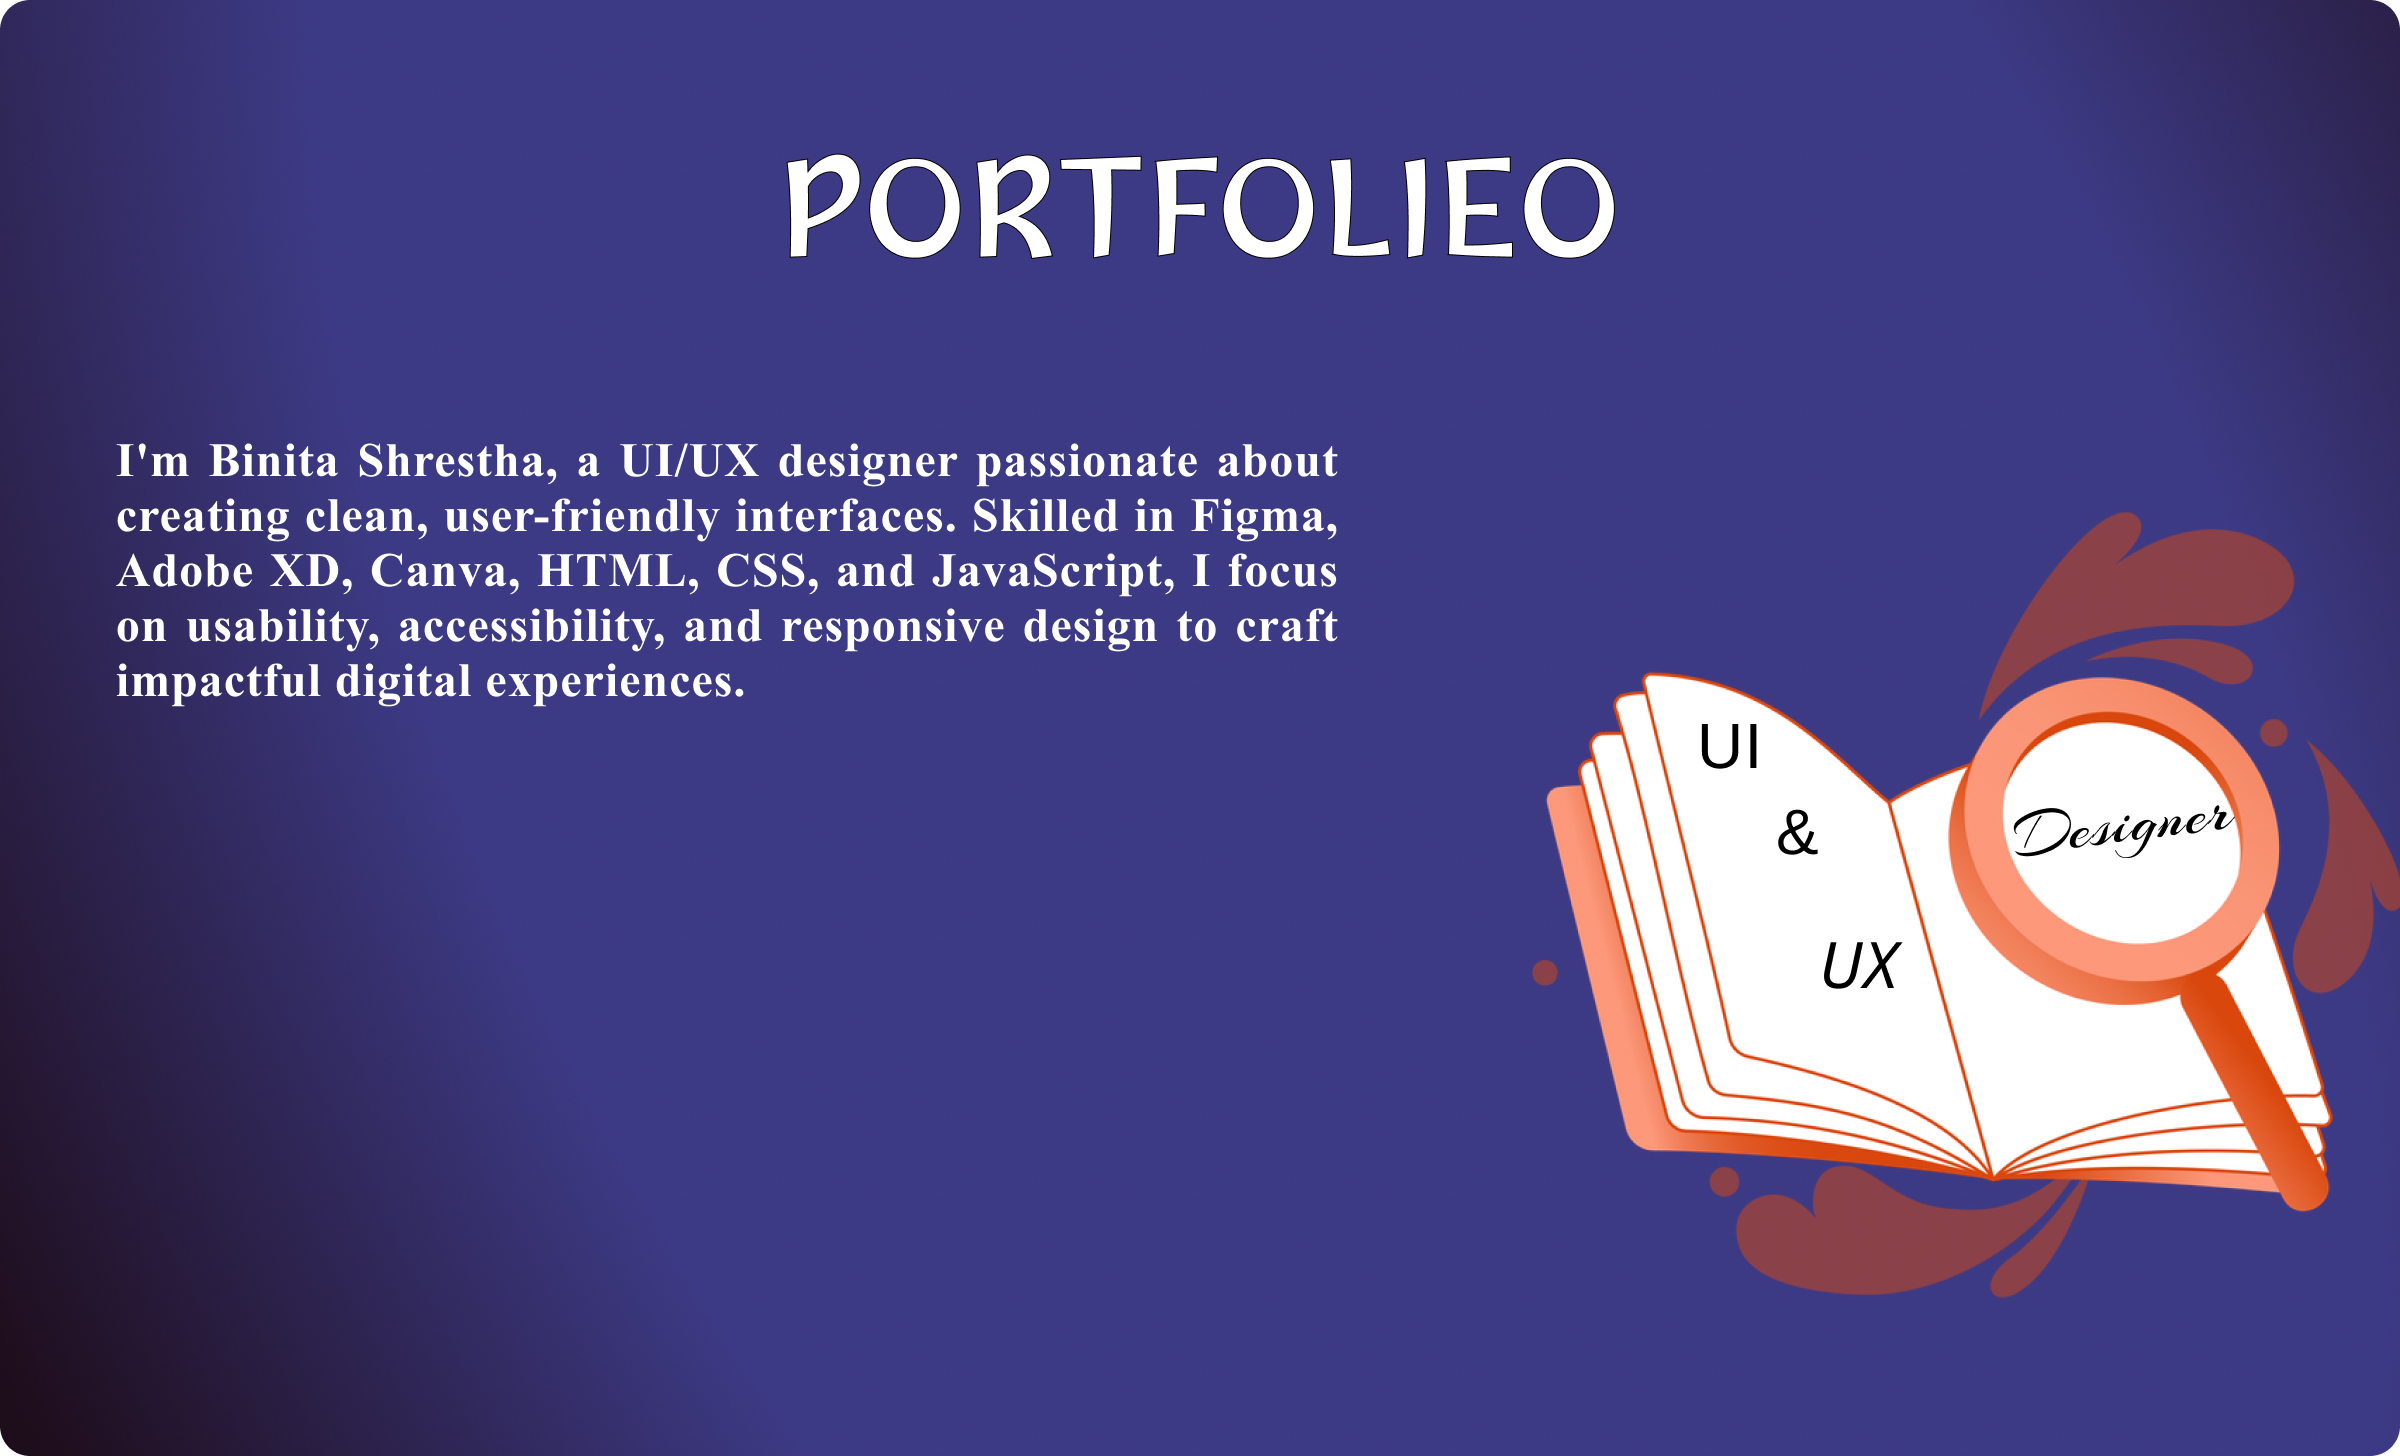 PORTFOLIEO
I'm Binita Shrestha, a UI/UX designer passionate about
creating clean, user-friendly interfaces. Skilled in Figma,
Adobe XD, Canva, HTML, CSS, and JavaScript, I focus
on usability, accessibility, and responsive design to craft
impactful digital experiences.
UI
&
UX
Designer